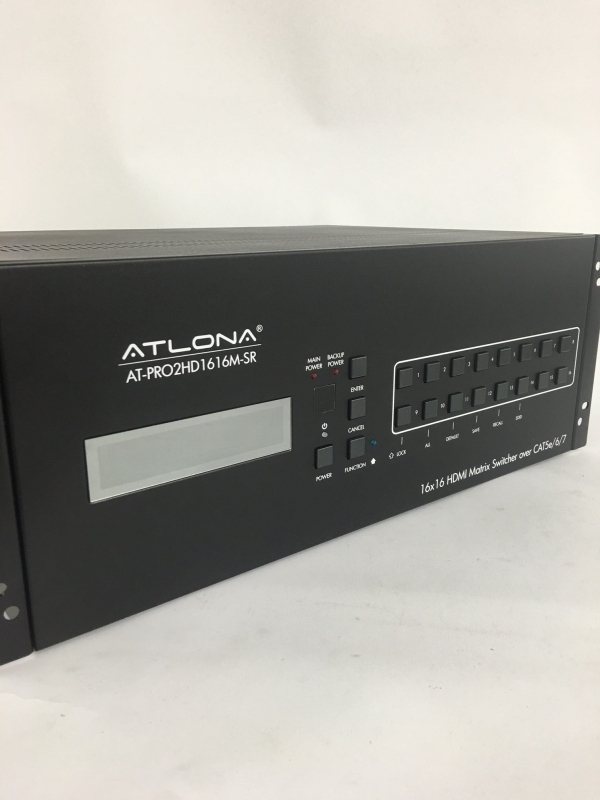 ATLONA®
AT-PRO2HD1616M-SR
MAIN POWER
BACKUP POWER
ENTER
CANCEL
POWER
FUNCTION
1 2 3 4 5 6 7 8
9 10 11 12 13 14 15 16
LOCK ALL DEFAULT SAVE RECALL EDID
16x16 HDMI Matrix Switcher over CAT5e/6/7